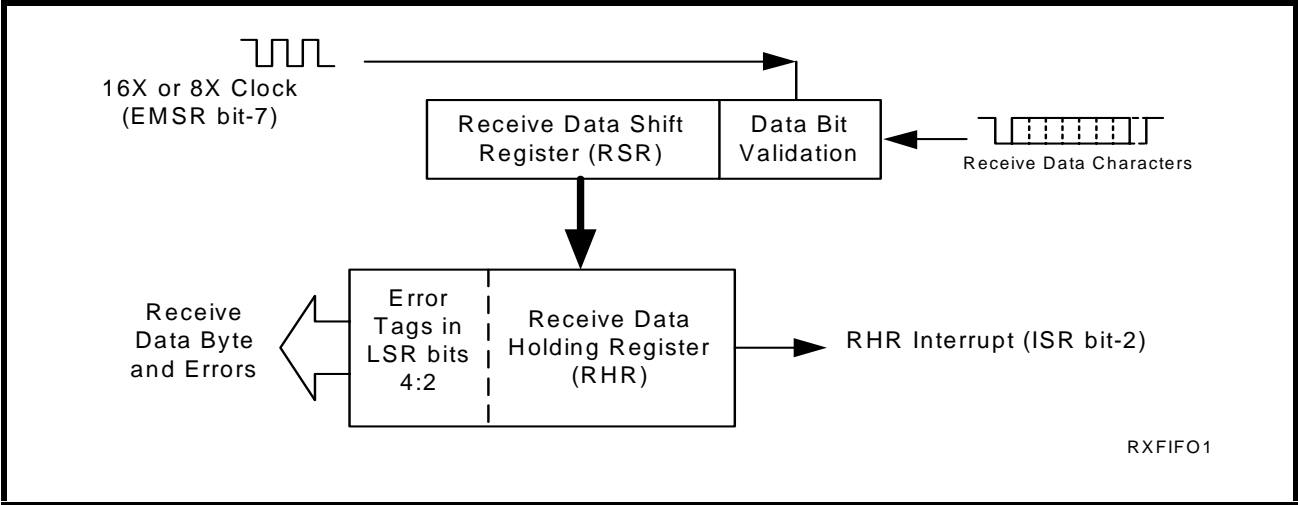 16X or 8X Clock
(EMSR bit-7)
Receive Data Shift
Register (RSR)
Data Bit
Validation
Receive Data Characters
Receive
Data Byte
and Errors
Error
Tags in
LSR bits
4:2
Receive Data
Holding Register
(RHR)
RHR Interrupt (ISR bit-2)
RXFIFO1